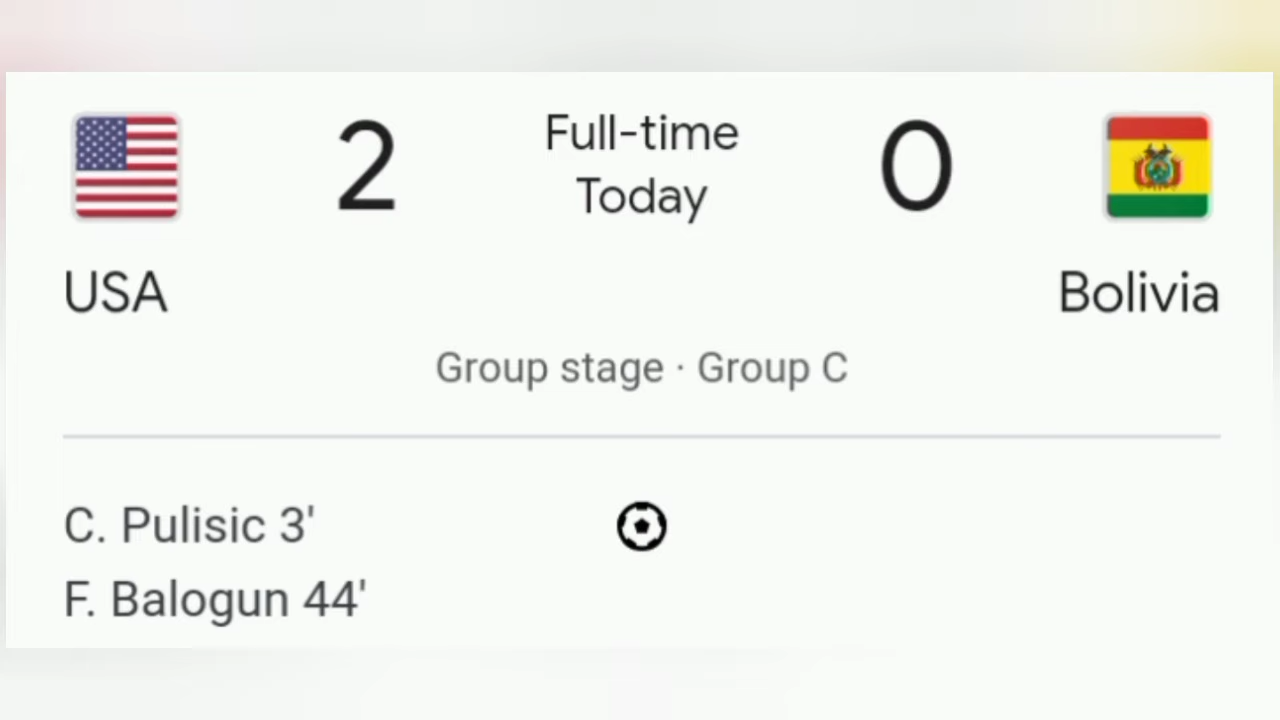 2 Full-time 0
Today
USA Bolivia
Group stage · Group C
C. Pulisic 3'
F. Balogun 44'